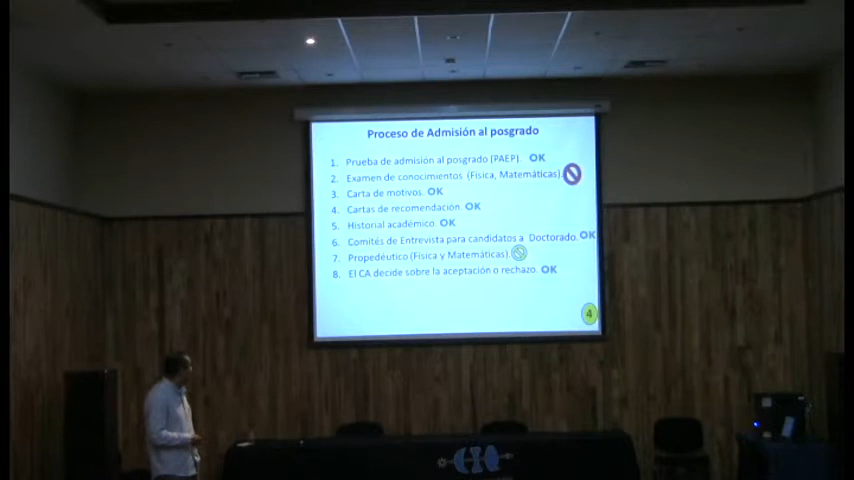 Proceso de Admisión al posgrado
1. Prueba de admisión al posgrado (PAEP). OK
2. Examen de conocimientos (Física, Matemáticas).
3. Carta de motivos. OK
4. Cartas de recomendación. OK
5. Historial académico. OK
6. Comités de Entrevista para candidatos a Doctorado. OK
7. Propedéutico (Física y Matemáticas).
8. El CA decide sobre la aceptación o rechazo. OK
4
CIO